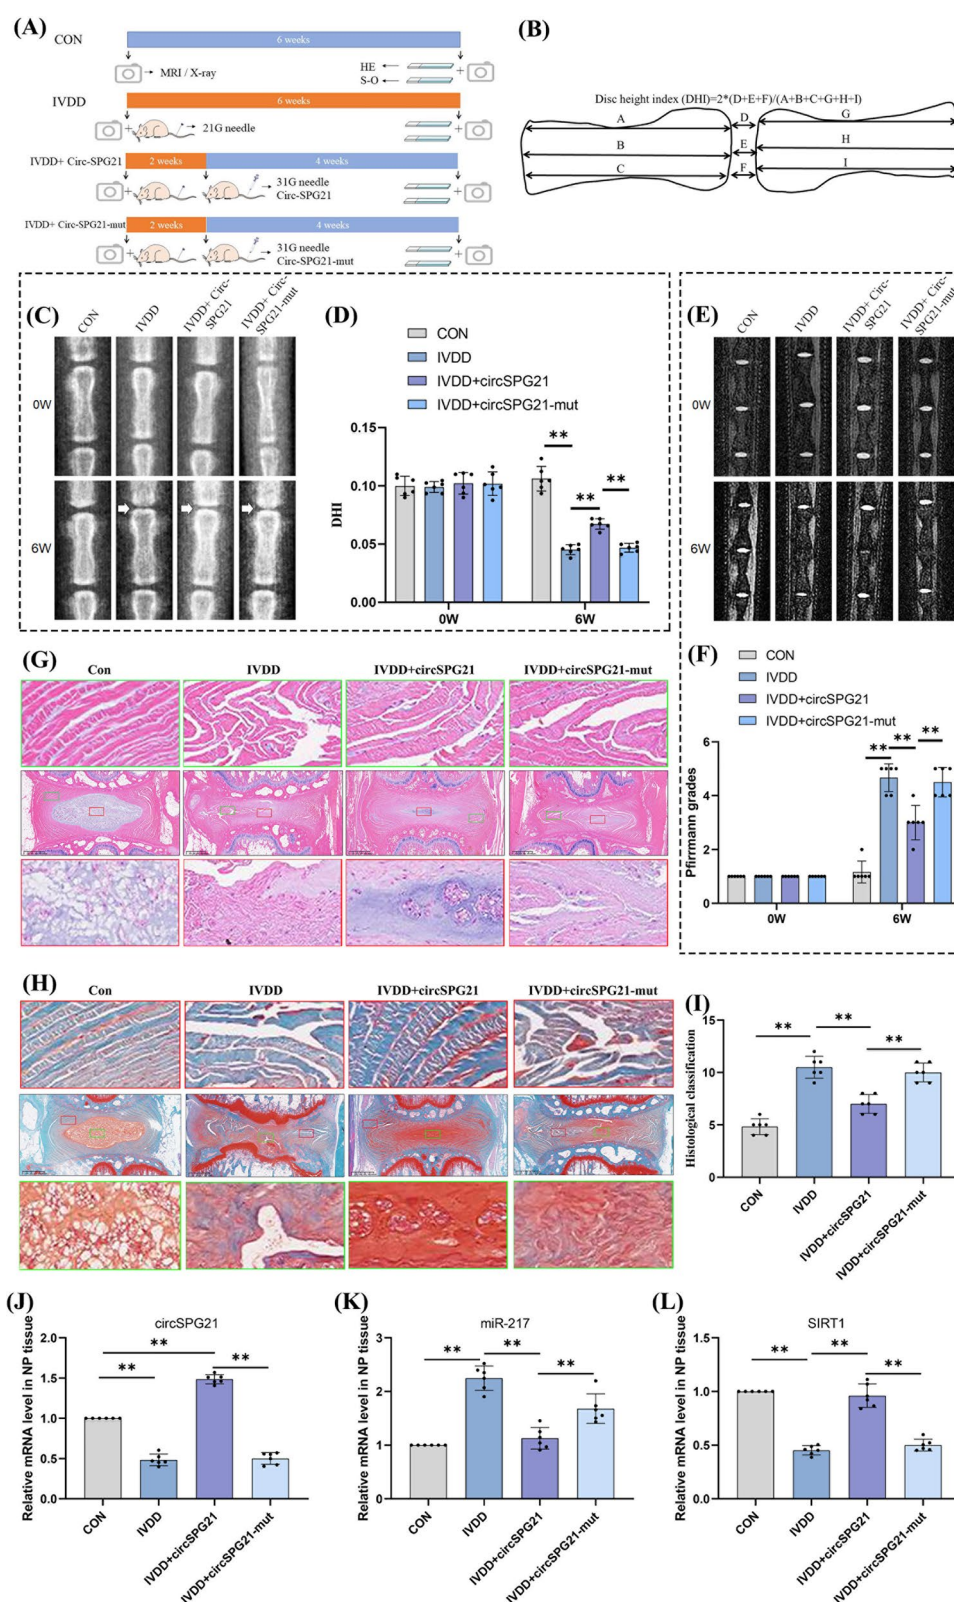 (A)
CON
6 weeks
MRI / X-ray
HE
S-O
IVDD
6 weeks
21G needle
IVDD+ Circ-SPG21
2 weeks
4 weeks
31G needle
Circ-SPG21
IVDD+ Circ-SPG21-mut
2 weeks
4 weeks
31G needle
Circ-SPG21-mut
(B)
Disc height index (DHI)=2*(D+E+F)/(A+B+C+G+H+I)
A
D
G
B
E
H
C
F
I
(C)
CON
IVDD
IVDD+ Circ-
SPG21
IVDD+ Circ-
SPG21-mut
0W
6W
(D)
CON
IVDD
IVDD+circSPG21
IVDD+circSPG21-mut
DHI
0.15
0.10
0.05
0.00
**
**
**
0W
6W
(E)
CON
IVDD
IVDD+ Circ-
SPG21
IVDD+ Circ-
SPG21-mut
0W
6W
(F)
CON
IVDD
IVDD+circSPG21
IVDD+circSPG21-mut
Pfirrmann grades
6
4
2
0
**
**
**
0W
6W
(G)
Con
IVDD
IVDD+circSPG21
IVDD+circSPG21-mut
(H)
Con
IVDD
IVDD+circSPG21
IVDD+circSPG21-mut
(I)
Histological classification
15
10
5
0
**
**
**
CON
IVDD
IVDD+circSPG21
IVDD+circSPG21-mut
(J)
circSPG21
Relative mRNA level in NP tissue
2.0
1.5
1.0
0.5
0.0
**
**
**
CON
IVDD
IVDD+circSPG21
IVDD+circSPG21-mut
(K)
miR-217
Relative mRNA level in NP tissue
3
2
1
0
**
**
**
CON
IVDD
IVDD+circSPG21
IVDD+circSPG21-mut
(L)
SIRT1
Relative mRNA level in NP tissue
1.5
1.0
0.5
0.0
**
**
**
CON
IVDD
IVDD+circSPG21
IVDD+circSPG21-mut